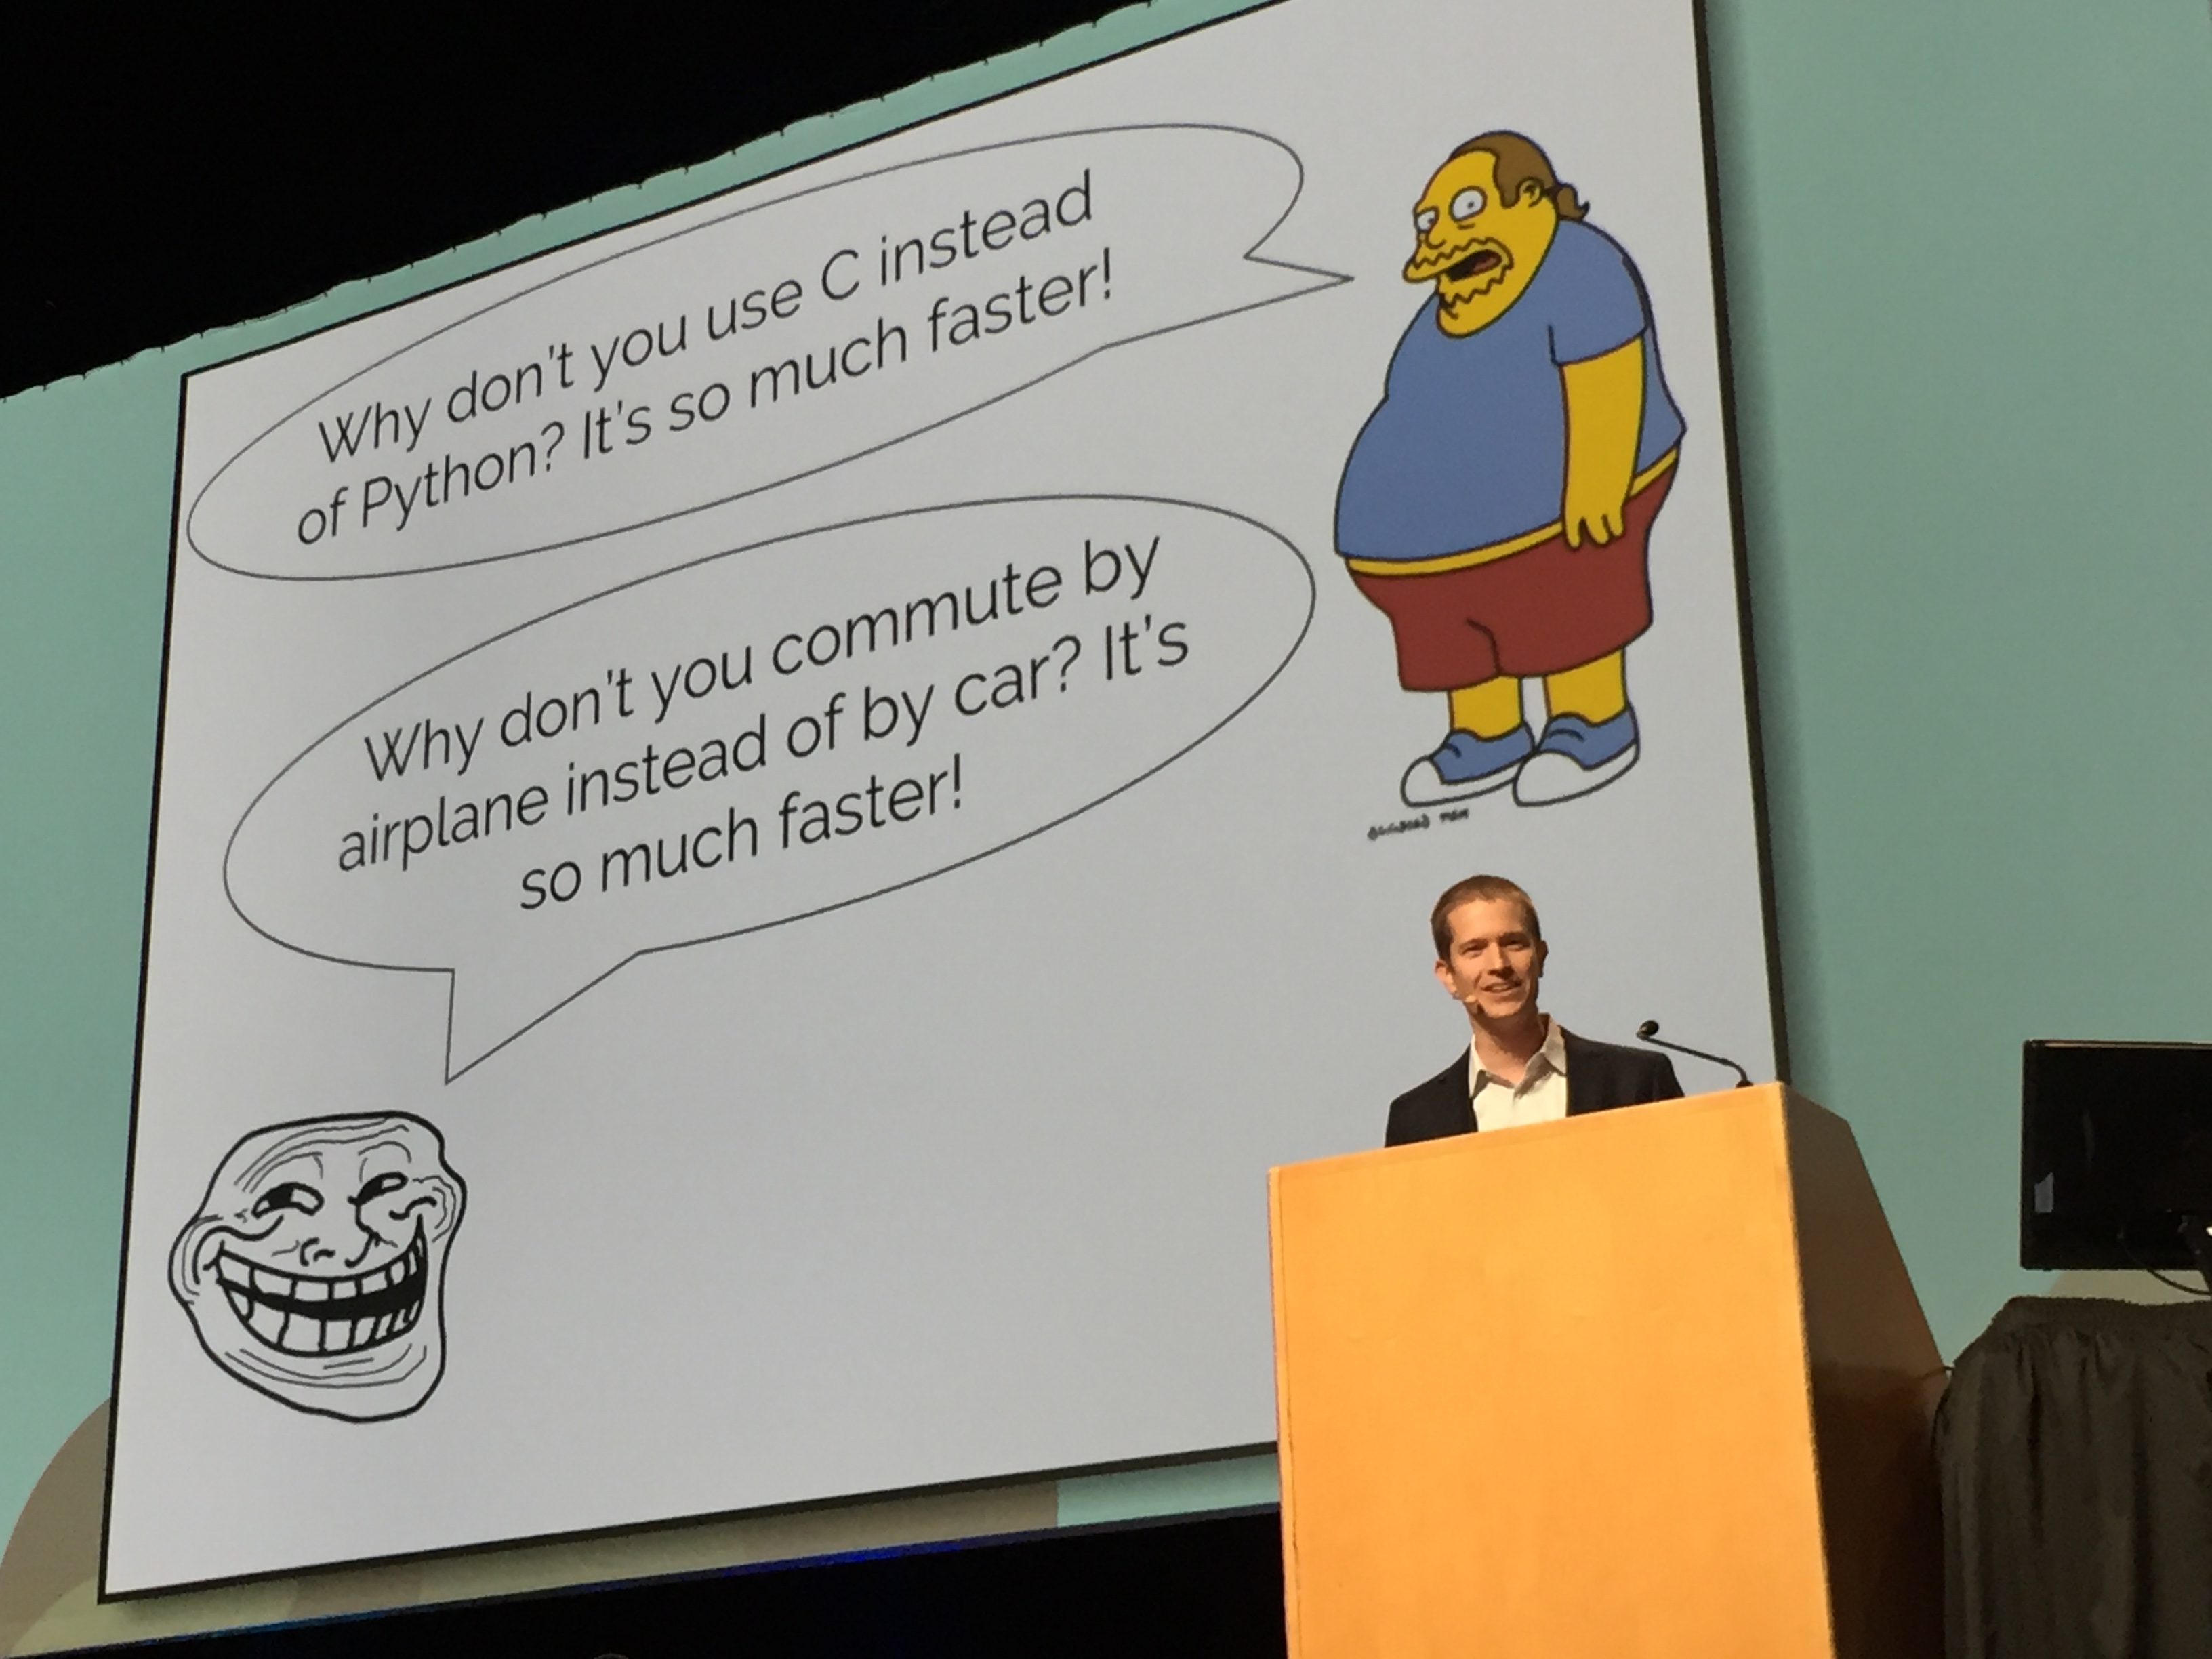 Why don't you use C instead
of Python? It's so much faster!
Why don't you commute by
airplane instead of by car? It's
so much faster!